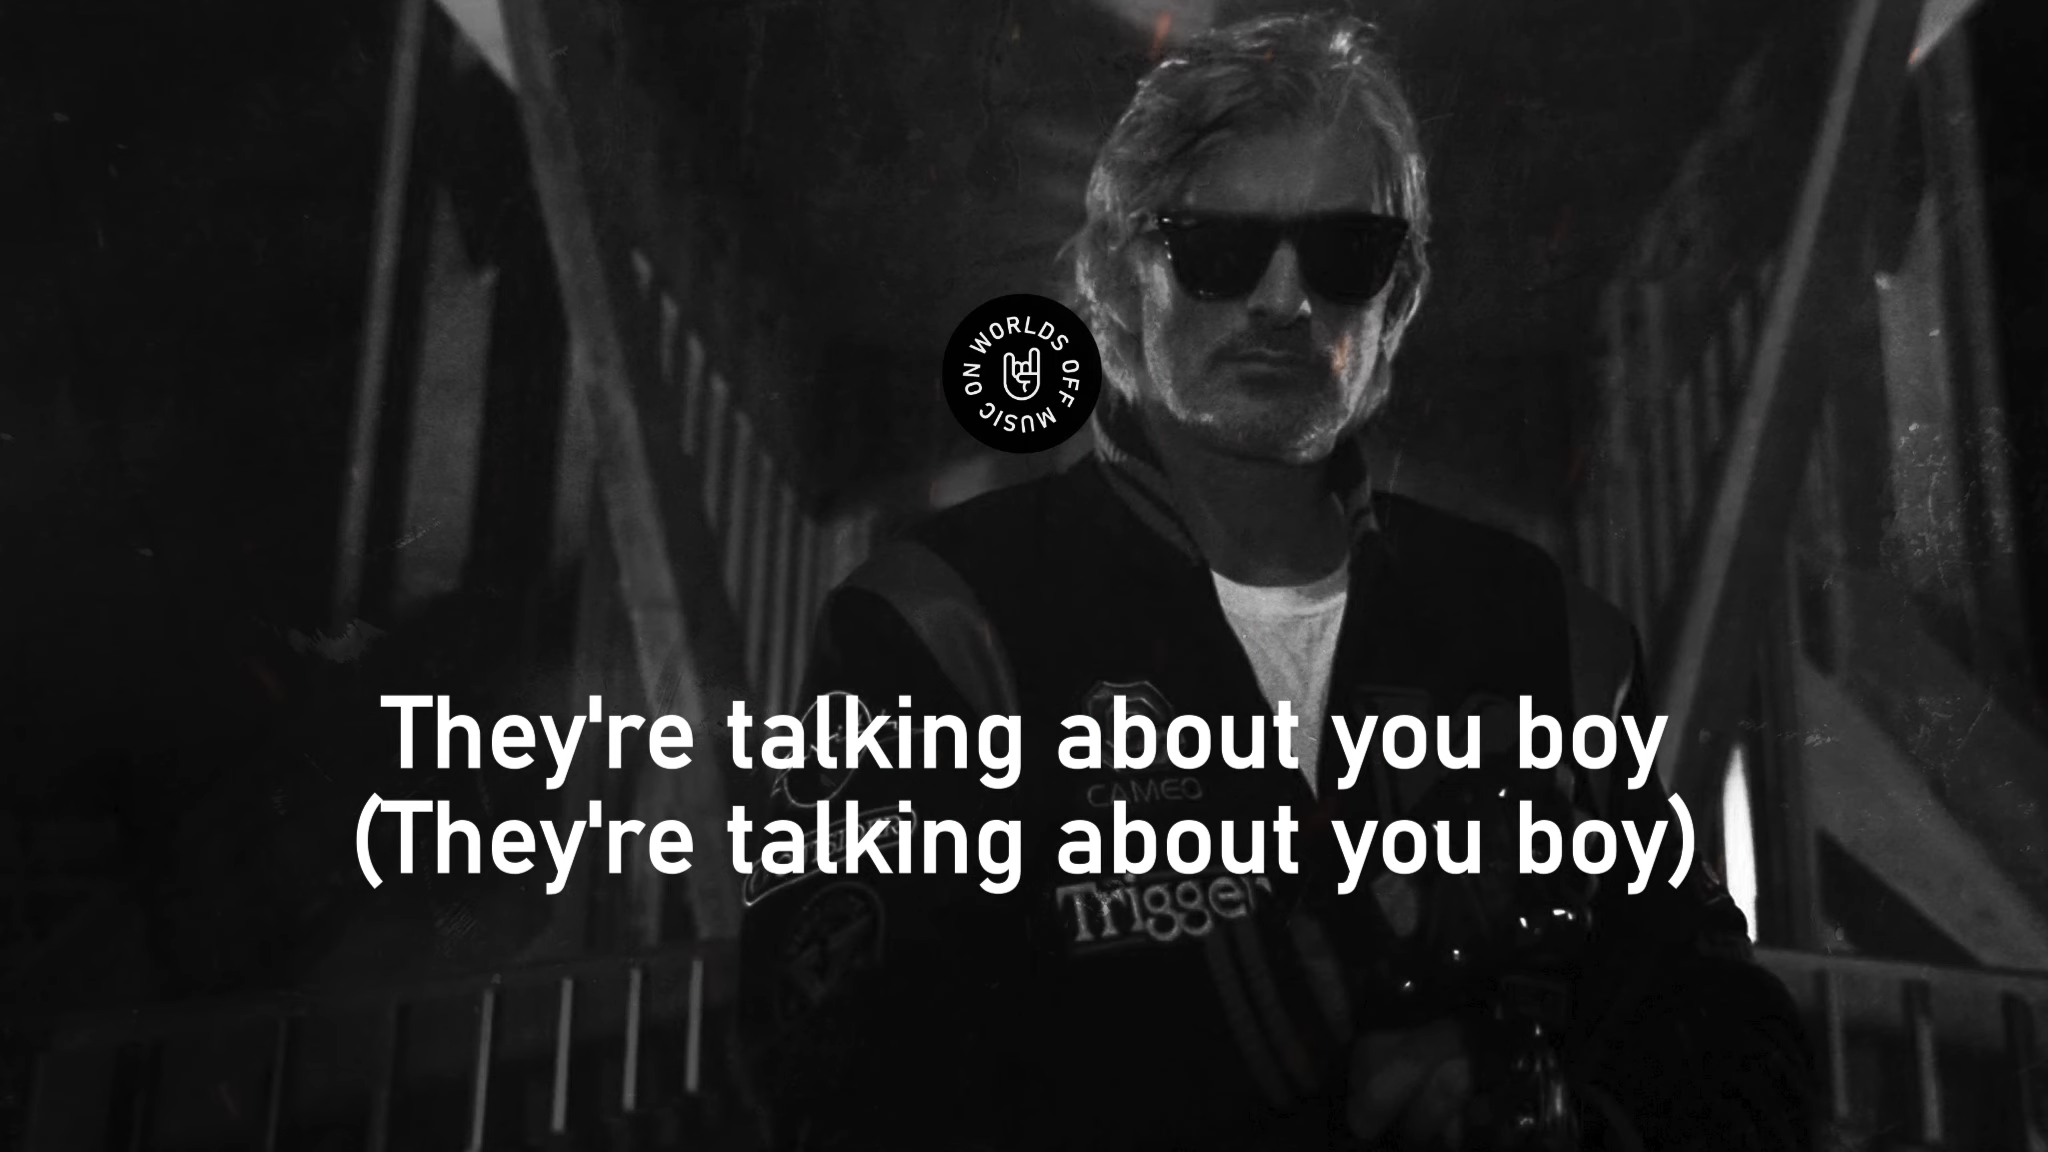 WORLDS OFF MUSIC ON
They're talking about you boy
(They're talking about you boy)
CAMEO
Trigger